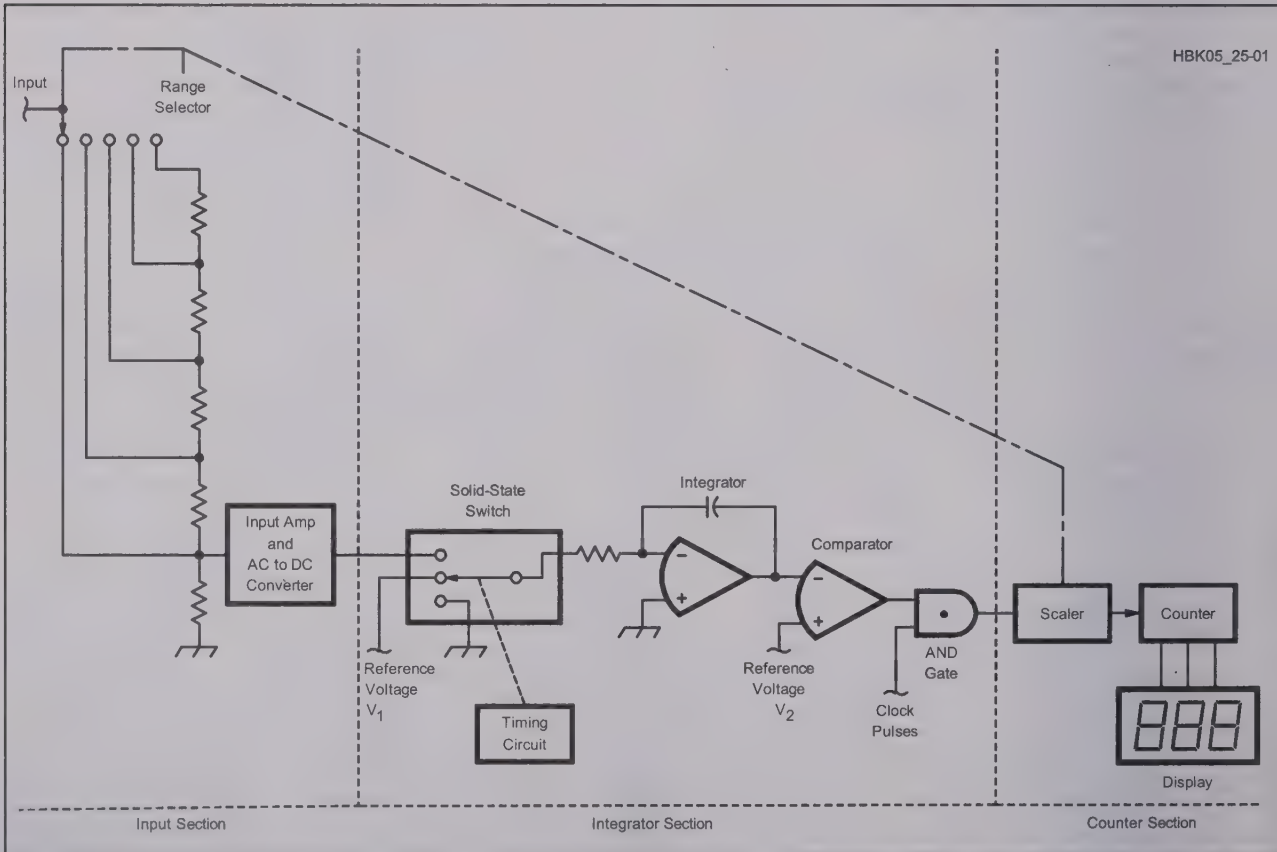 HBK05_25-01
Input
Range
Selector
Input Amp
and
AC to DC
Converter
Solid-State
Switch
Reference
Voltage
V1
Timing
Circuit
Integrator
−
+
Comparator
−
+
Reference
Voltage
V2
AND
Gate
Clock
Pulses
Scaler
Counter
888
Display
Input Section
Integrator Section
Counter Section